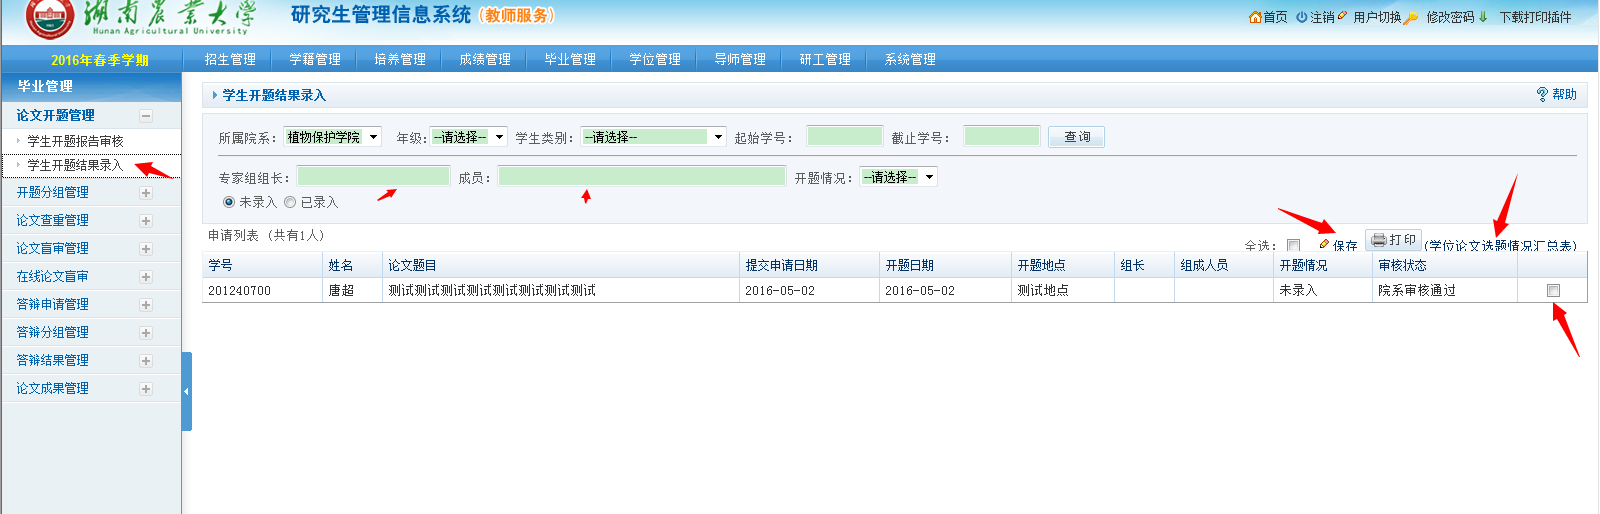 湖南农业大学
Hunan Agricultural University
研究生管理信息系统 (教师服务)
首页 注销 用户切换 修改密码 下载打印插件
2016年春季学期 招生管理 学籍管理 培养管理 成绩管理 毕业管理 学位管理 导师管理 研工管理 系统管理
毕业管理
论文开题管理
学生开题报告审核
学生开题结果录入
开题分组管理
论文查重管理
论文盲审管理
在线论文盲审
答辩申请管理
答辩分组管理
答辩结果管理
论文成果管理
学生开题结果录入 帮助
所属院系: 植物保护学院 年级: --请选择-- 学生类别: --请选择-- 起始学号: 截止学号: 查询
专家组组长: 成员: 开题情况: --请选择--
未录入 已录入
申请列表 (共有1人)
全选: 保存 打印 (学位论文选题情况汇总表)
学号 姓名 论文题目 提交申请日期 开题日期 开题地点 组长 组成人员 开题情况 审核状态
201240700 唐超 测试测试测试测试测试测试测试测试 2016-05-02 2016-05-02 测试地点 未录入 院系审核通过